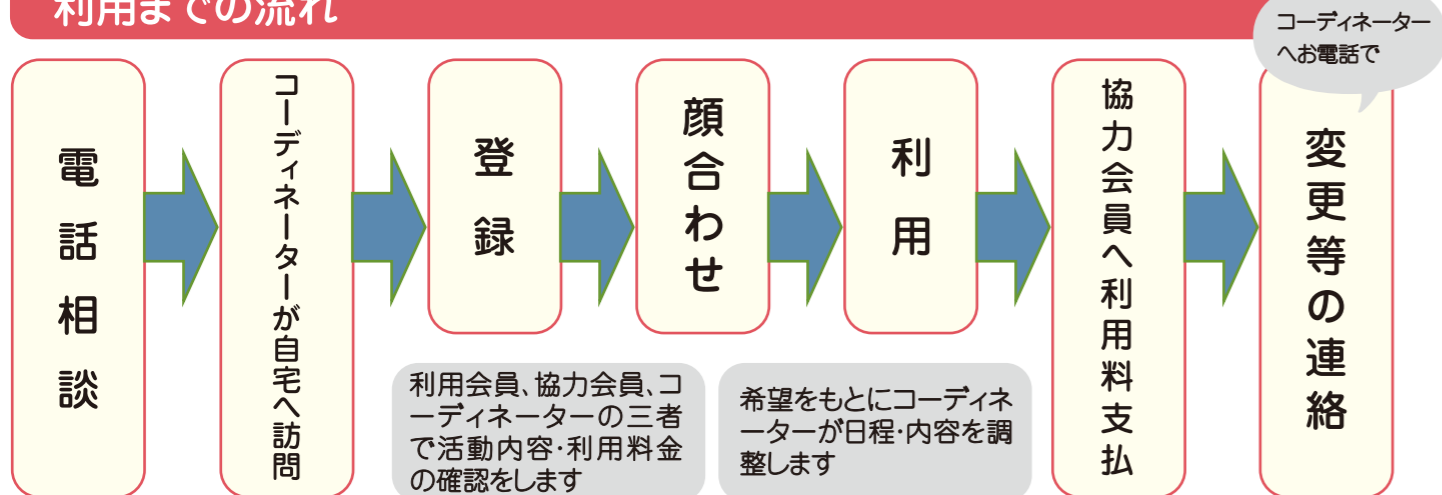 利用までの流れ
コーディネーター
へお電話で
電話相談
コーディネーターが自宅へ訪問
登録
顔合わせ
利用
協力会員へ利用料支払
変更等の連絡
利用会員、協力会員、コ
ーディネーターの三者
で活動内容・利用料金
の確認をします
希望をもとにコーディネ
ーターが日程・内容を調
整します